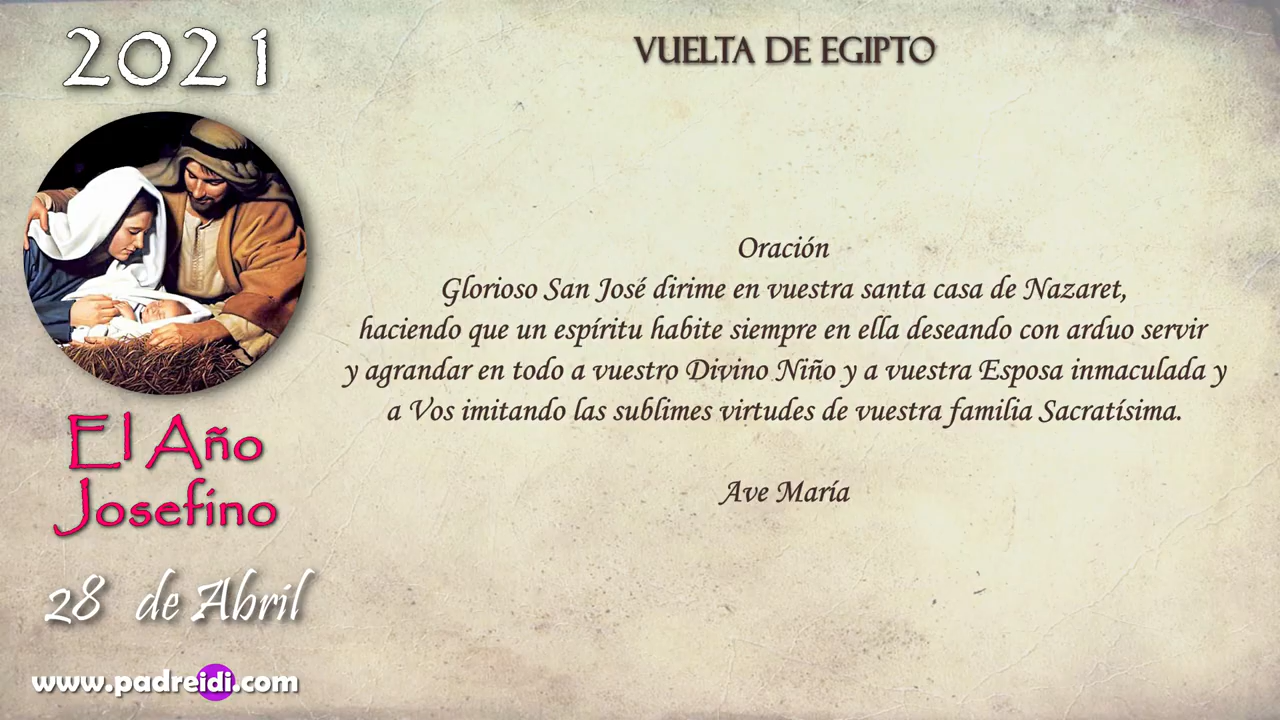 2021
VUELTA DE EGIPTO
Oración
Glorioso San José dirime en vuestra santa casa de Nazaret,
haciendo que un espíritu habite siempre en ella deseando con arduo servir
y agrandar en todo a vuestro Divino Niño y a vuestra Esposa inmaculada y
a Vos imitando las sublimes virtudes de vuestra familia Sacratísima.
Ave María
El Año
Josefino
28 de Abril
www.padreidi.com